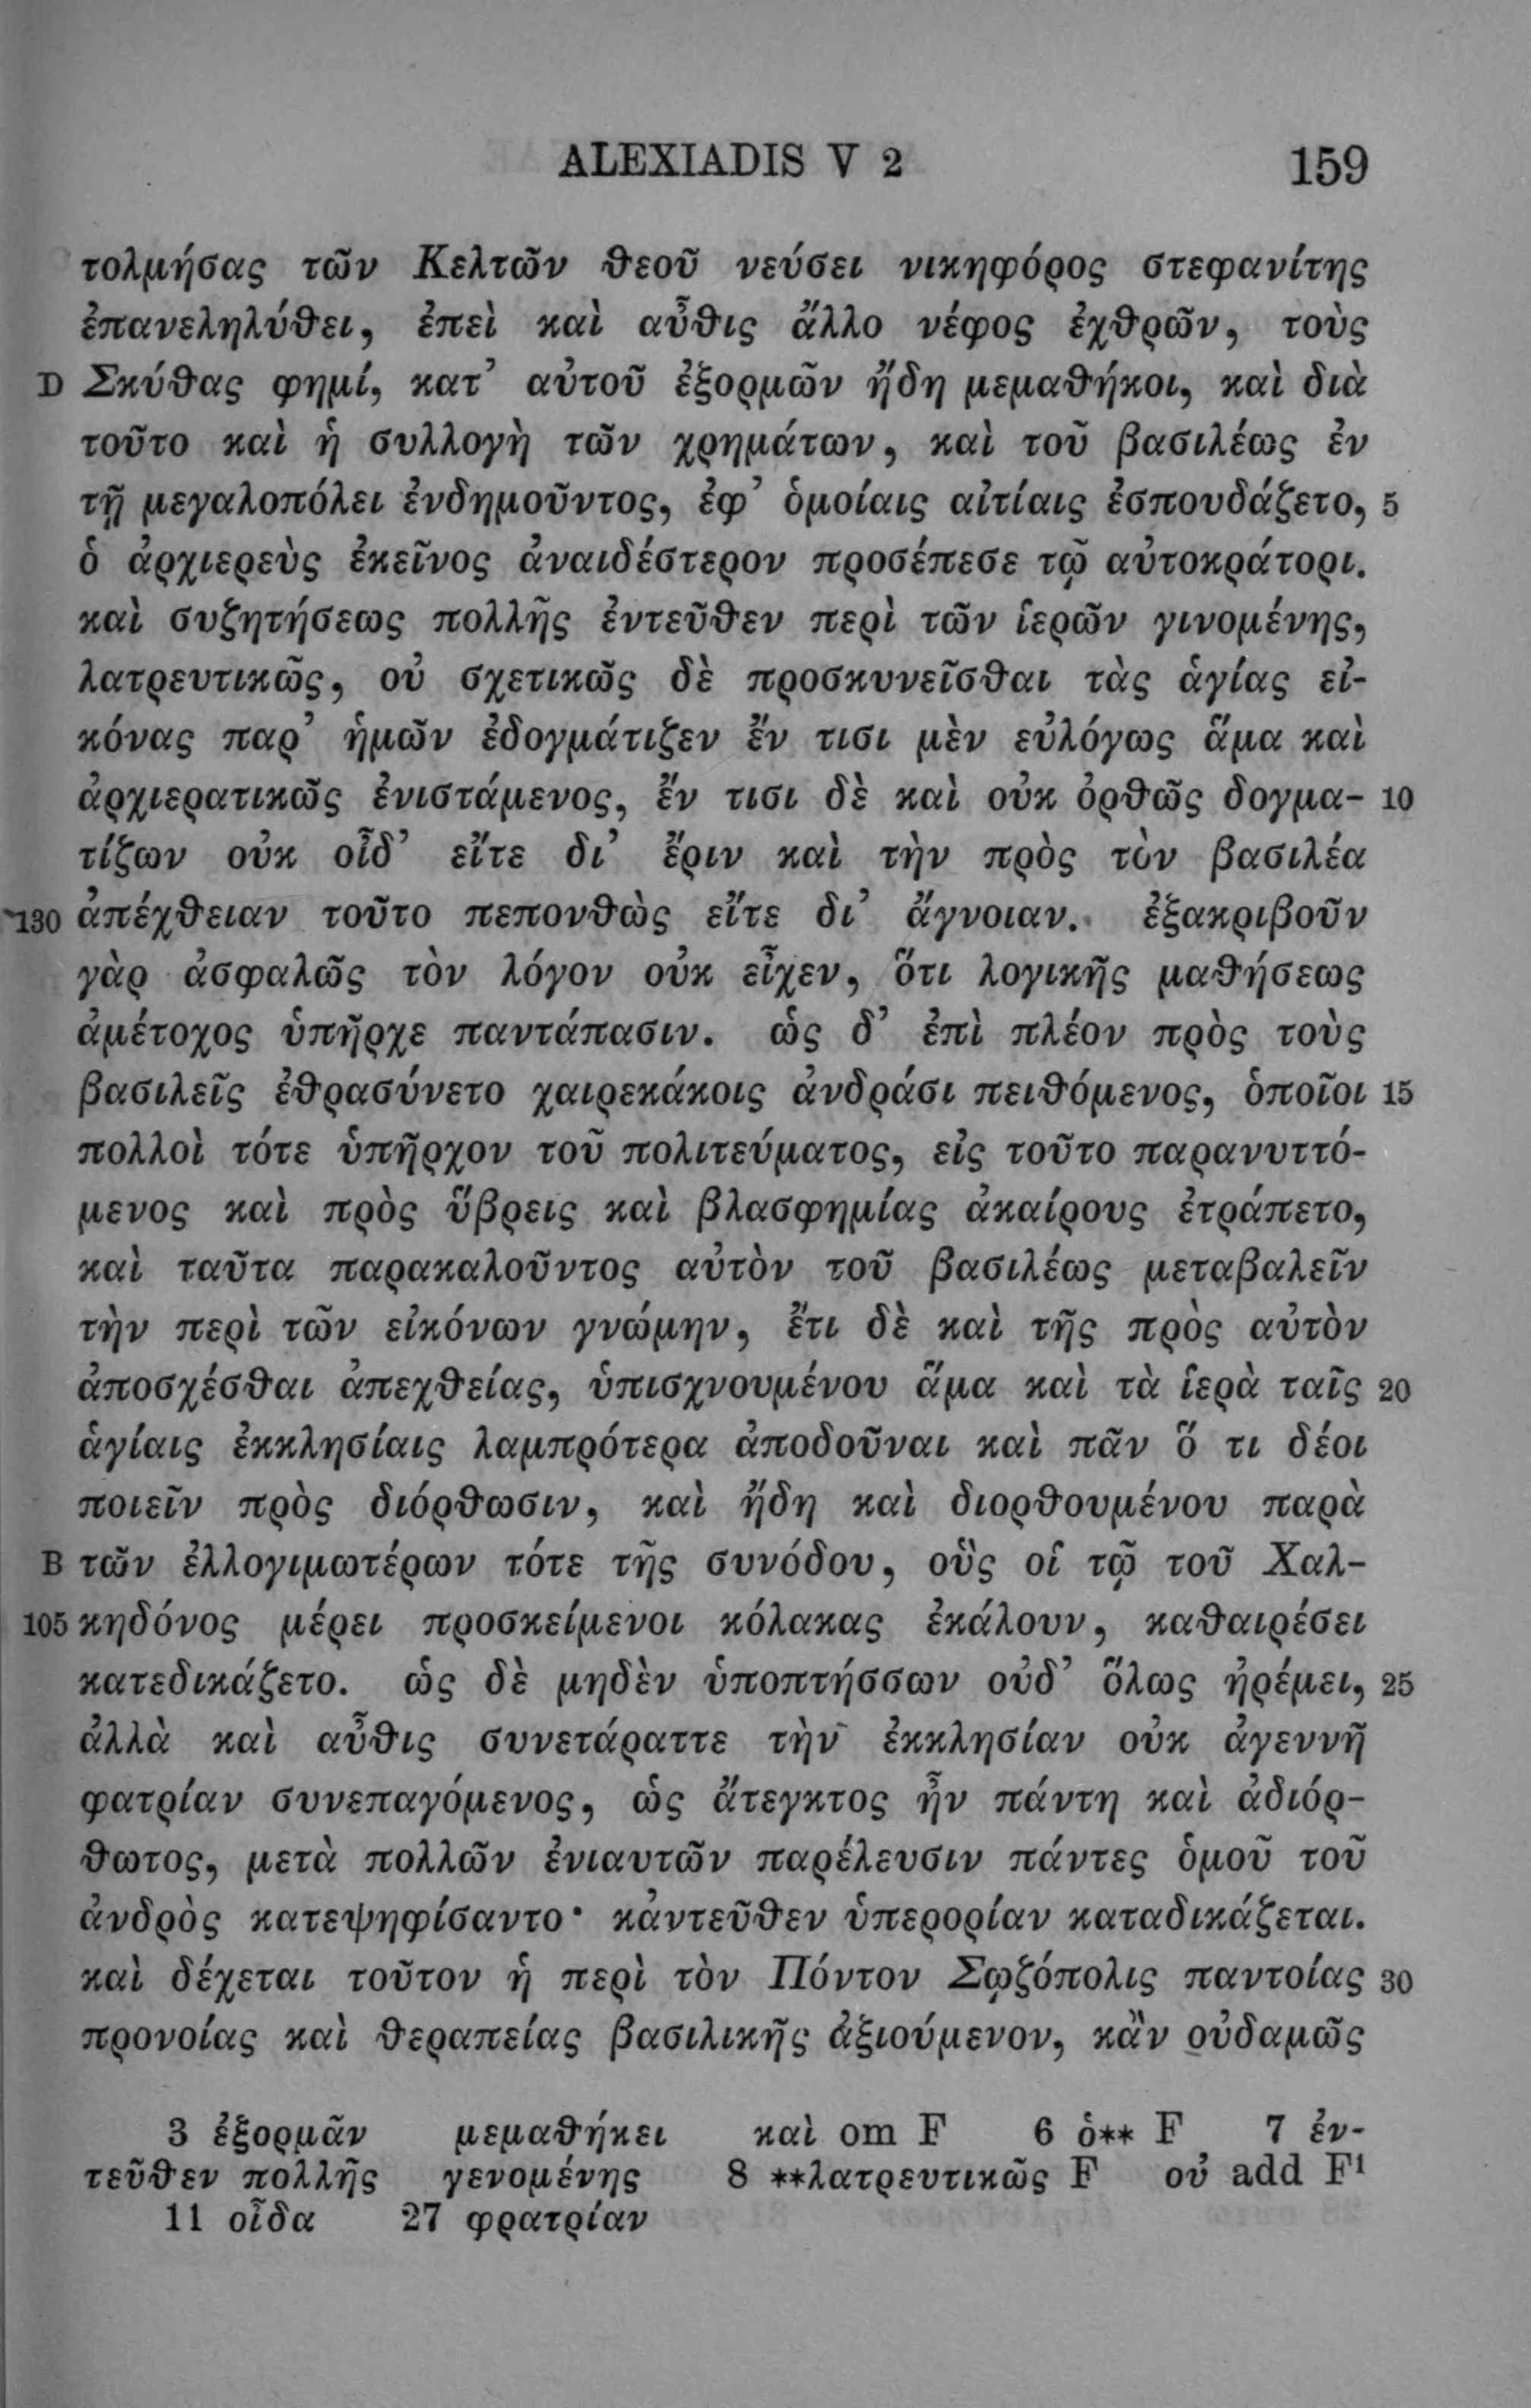 ALEXIADIS V 2 159
τολμήσας τῶν Κελτῶν θεοῦ νεύσει νικηφόρος στεφανίτης
ἐπανεληλύθει, ἐπεὶ καὶ αὖθις ἄλλο νέφος ἐχθρῶν, τοὺς
D Σκύθας φημί, κατ’ αὐτοῦ ἐξορμῶν ἤδη μεμαθήκοι, καὶ διὰ
τοῦτο καὶ ἡ συλλογὴ τῶν χρημάτων, καὶ τοῦ βασιλέως ἐν
τῇ μεγαλοπόλει ἐνδημοῦντος, ἐφ’ ὁμοίαις αἰτίαις ἐσπουδάζετο, 5
ὁ ἀρχιερεὺς ἐκεῖνος ἀναιδέστερον προσέπεσε τῷ αὐτοκράτορι.
καὶ συζητήσεως πολλῆς ἐντεῦθεν περὶ τῶν ἱερῶν γινομένης,
λατρευτικῶς, οὐ σχετικῶς δὲ προσκυνεῖσθαι τὰς ἁγίας εἰ-
κόνας παρ’ ἡμῶν ἐδογμάτιζεν ἔν τισι μὲν εὐλόγως ἅμα καὶ
ἀρχιερατικῶς ἐνιστάμενος, ἔν τισι δὲ καὶ οὐκ ὀρθῶς δογμα- 10
τίζων οὐκ οἶδ’ εἴτε δι’ ἔριν καὶ τὴν πρὸς τὸν βασιλέα
130 ἀπέχθειαν τοῦτο πεπονθὼς εἴτε δι’ ἄγνοιαν. ἐξακριβοῦν
γὰρ ἀσφαλῶς τὸν λόγον οὐκ εἶχεν, ὅτι λογικῆς μαθήσεως
ἀμέτοχος ὑπῆρχε παντάπασιν. ὡς δ’ ἐπὶ πλέον πρὸς τοὺς
βασιλεῖς ἐθρασύνετο χαιρεκάκοις ἀνδράσι πειθόμενος, ὁποῖοι 15
πολλοὶ τότε ὑπῆρχον τοῦ πολιτεύματος, εἰς τοῦτο παρανυττό-
μενος καὶ πρὸς ὕβρεις καὶ βλασφημίας ἀκαίρους ἐτράπετο,
καὶ ταῦτα παρακαλοῦντος αὐτὸν τοῦ βασιλέως μεταβαλεῖν
τὴν περὶ τῶν εἰκόνων γνώμην, ἔτι δὲ καὶ τῆς πρὸς αὐτὸν
ἀποσχέσθαι ἀπεχθείας, ὑπισχνουμένου ἅμα καὶ τὰ ἱερὰ ταῖς 20
ἁγίαις ἐκκλησίαις λαμπρότερα ἀποδοῦναι καὶ πᾶν ὅ τι δέοι
ποιεῖν πρὸς διόρθωσιν, καὶ ἤδη καὶ διορθουμένου παρὰ
B τῶν ἐλλογιμωτέρων τότε τῆς συνόδου, οὓς οἱ τῷ τοῦ Χαλ-
105 κηδόνος μέρει προσκείμενοι κόλακας ἐκάλουν, καθαιρέσει
κατεδικάζετο. ὡς δὲ μηδὲν ὑποπτήσσων οὐδ’ ὅλως ἠρέμει, 25
ἀλλὰ καὶ αὖθις συνετάραττε τὴν ἐκκλησίαν οὐκ ἀγεννῆ
φατρίαν συνεπαγόμενος, ὡς ἄτεγκτος ἦν πάντη καὶ ἀδιόρ-
θωτος, μετὰ πολλῶν ἐνιαυτῶν παρέλευσιν πάντες ὁμοῦ τοῦ
ἀνδρὸς κατεψηφίσαντο· κἀντεῦθεν ὑπερορίαν καταδικάζεται.
καὶ δέχεται τοῦτον ἡ περὶ τὸν Πόντον Σῳζόπολις παντοίας 30
προνοίας καὶ θεραπείας βασιλικῆς ἀξιούμενον, κἂν οὐδαμῶς
3 ἐξορμᾶν μεμαθήκει καὶ om F 6 ὁ** F 7 ἐν-
τεῦθεν πολλῆς γενομένης 8 **λατρευτικῶς F οὐ add F¹
11 οἶδα 27 φρατρίαν